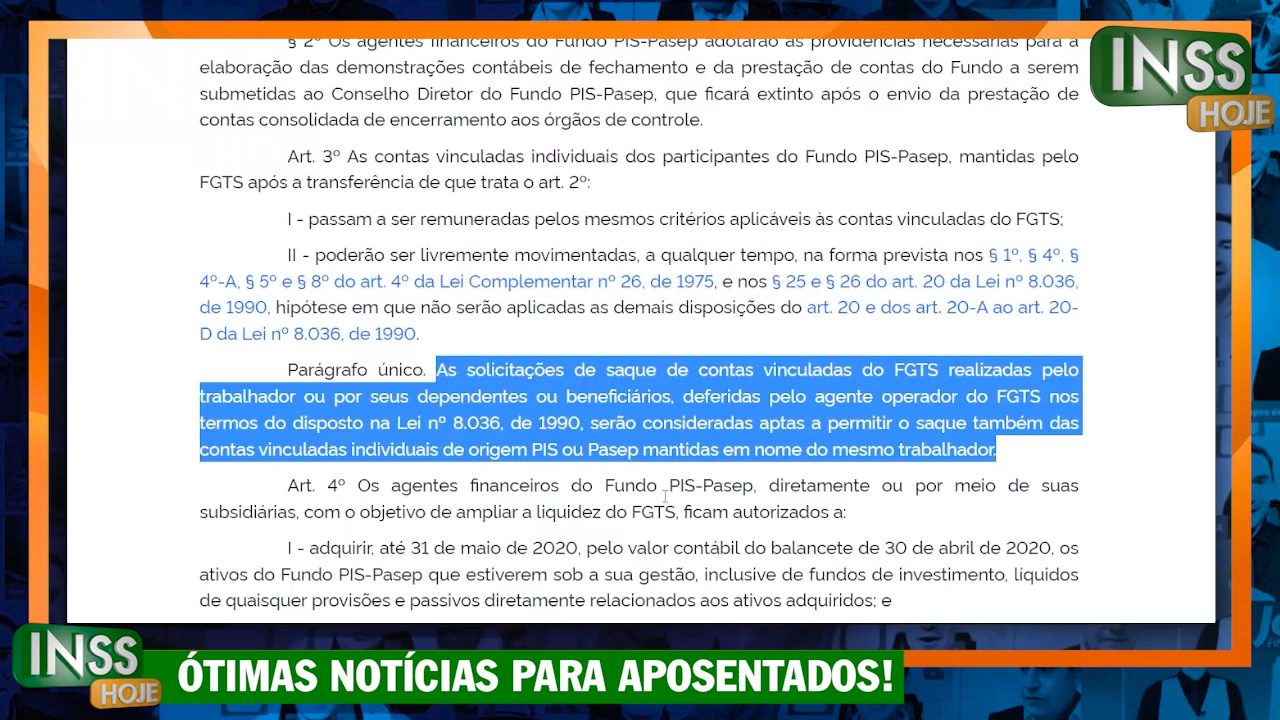 § 2º Os agentes financeiros do Fundo PIS-Pasep adotarão as providências necessárias para a
elaboração das demonstrações contábeis de fechamento e da prestação de contas do Fundo a serem
submetidas ao Conselho Diretor do Fundo PIS-Pasep, que ficará extinto após o envio da prestação de
contas consolidada de encerramento aos órgãos de controle.
INSS
HOJE
Art. 3º As contas vinculadas individuais dos participantes do Fundo PIS-Pasep, mantidas pelo
FGTS após a transferência de que trata o art. 2º:
I - passam a ser remuneradas pelos mesmos critérios aplicáveis às contas vinculadas do FGTS;
II - poderão ser livremente movimentadas, a qualquer tempo, na forma prevista nos § 1º, § 4º, §
4º-A, § 5º e § 8º do art. 4º da Lei Complementar nº 26, de 1975, e nos § 25 e § 26 do art. 20 da Lei nº 8.036,
de 1990, hipótese em que não serão aplicadas as demais disposições do art. 20 e dos art. 20-A ao art. 20-
D da Lei nº 8.036, de 1990.
Parágrafo único. As solicitações de saque de contas vinculadas do FGTS realizadas pelo
trabalhador ou por seus dependentes ou beneficiários, deferidas pelo agente operador do FGTS nos
termos do disposto na Lei nº 8.036, de 1990, serão consideradas aptas a permitir o saque também das
contas vinculadas individuais de origem PIS ou Pasep mantidas em nome do mesmo trabalhador.
Art. 4º Os agentes financeiros do Fundo PIS-Pasep, diretamente ou por meio de suas
subsidiárias, com o objetivo de ampliar a liquidez do FGTS, ficam autorizados a:
I - adquirir, até 31 de maio de 2020, pelo valor contábil do balancete de 30 de abril de 2020, os
ativos do Fundo PIS-Pasep que estiverem sob a sua gestão, inclusive de fundos de investimento, líquidos
de quaisquer provisões e passivos diretamente relacionados aos ativos adquiridos; e
INSS
HOJE
ÓTIMAS NOTÍCIAS PARA APOSENTADOS!